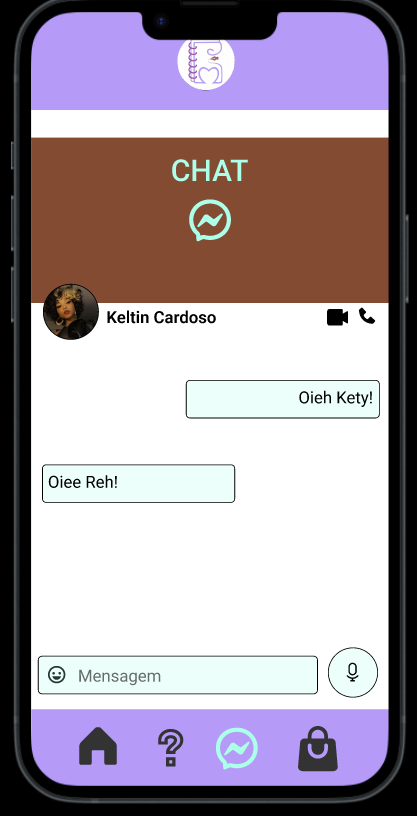 CHAT
Keltin Cardoso
Oieh Kety!
Oiee Reh!
Mensagem
?